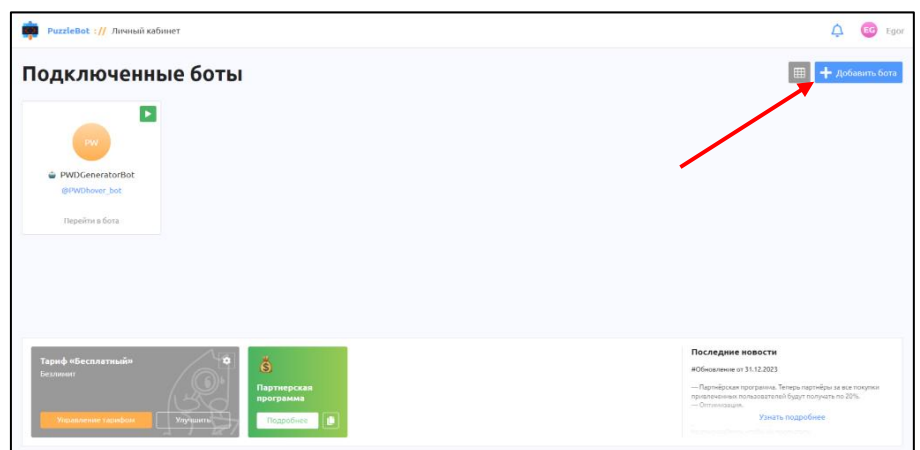 PuzzleBot :// Личный кабинет
EG Egor
Подключенные боты
Добавить бота
PW
PWDGeneratorBot
@PWDhover_bot
Перейти в бота
Тариф «Бесплатный»
Безлимит
Управление тарифом
Улучшить
Партнерская
программа
Подробнее
Последние новости
#Обновление от 31.12.2023
— Партнёрская программа. Теперь партнёры за все покупки
привлеченных пользователей будут получать по 20%.
— Оптимизация.
Узнать подробнее